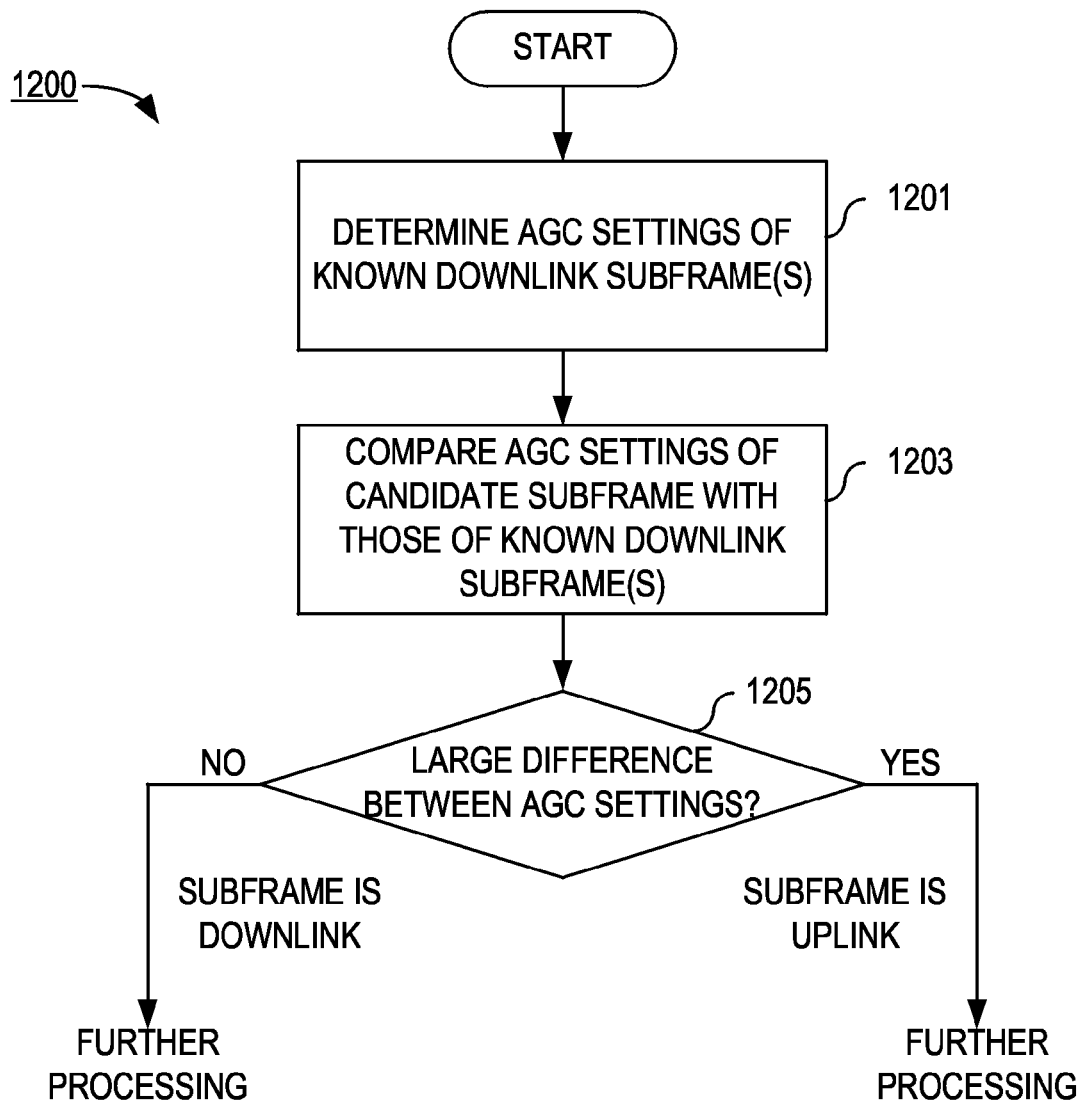 START
1200
1201
DETERMINE AGC SETTINGS OF
KNOWN DOWNLINK SUBFRAME(S)
1203
COMPARE AGC SETTINGS OF
CANDIDATE SUBFRAME WITH
THOSE OF KNOWN DOWNLINK
SUBFRAME(S)
1205
NO
LARGE DIFFERENCE
BETWEEN AGC SETTINGS?
YES
SUBFRAME IS
DOWNLINK
SUBFRAME IS
UPLINK
FURTHER
PROCESSING
FURTHER
PROCESSING